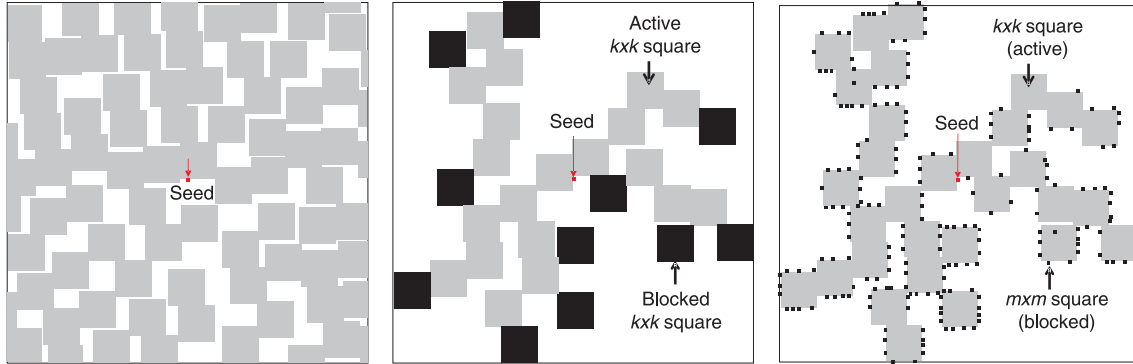 Seed
Active
kxk square
Seed
Blocked
kxk square
kxk square
(active)
Seed
mxm square
(blocked)